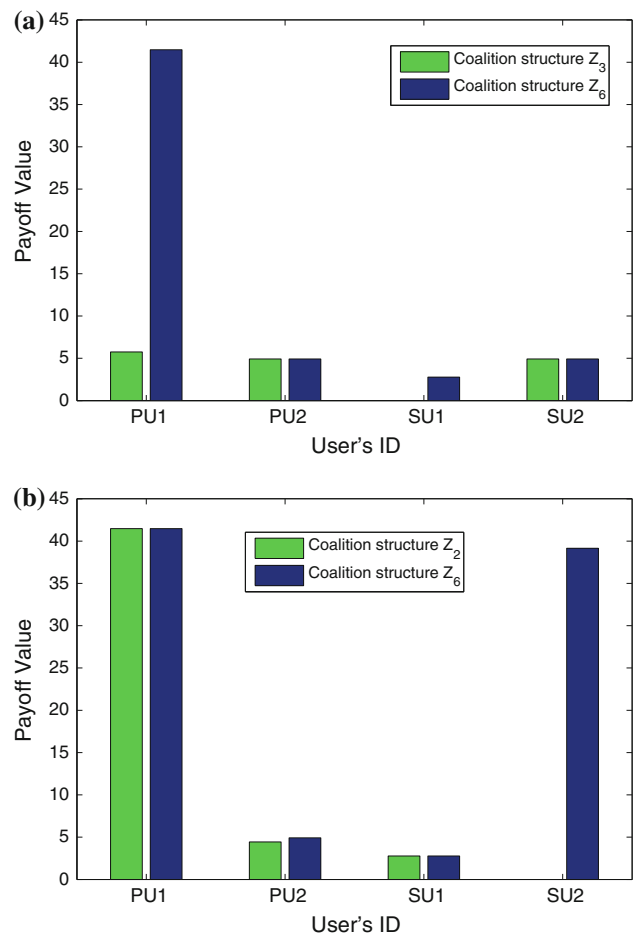 (a)
45
40
35
30
25
20
15
10
5
0
Payoff Value
Coalition structure Z3
Coalition structure Z6
PU1 PU2 SU1 SU2
User's ID
(b)
45
40
35
30
25
20
15
10
5
0
Payoff Value
Coalition structure Z2
Coalition structure Z6
PU1 PU2 SU1 SU2
User's ID